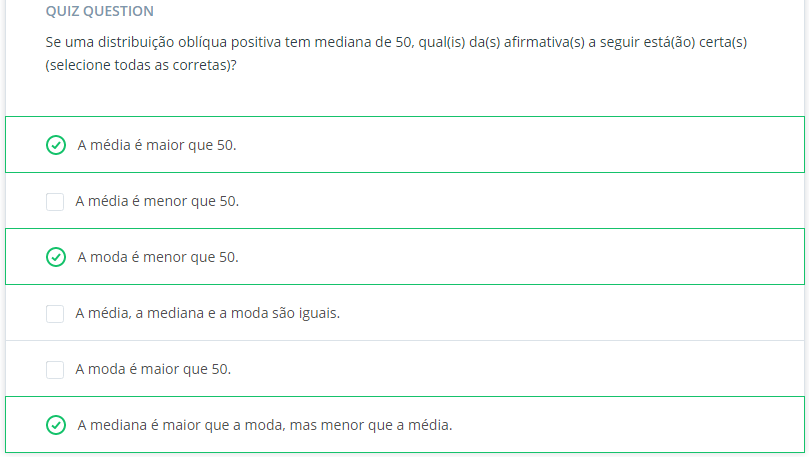 QUIZ QUESTION
Se uma distribuição oblíqua positiva tem mediana de 50, qual(is) da(s) afirmativa(s) a seguir está(ão) certa(s)
(selecione todas as corretas)?
A média é maior que 50.
A média é menor que 50.
A moda é menor que 50.
A média, a mediana e a moda são iguais.
A moda é maior que 50.
A mediana é maior que a moda, mas menor que a média.